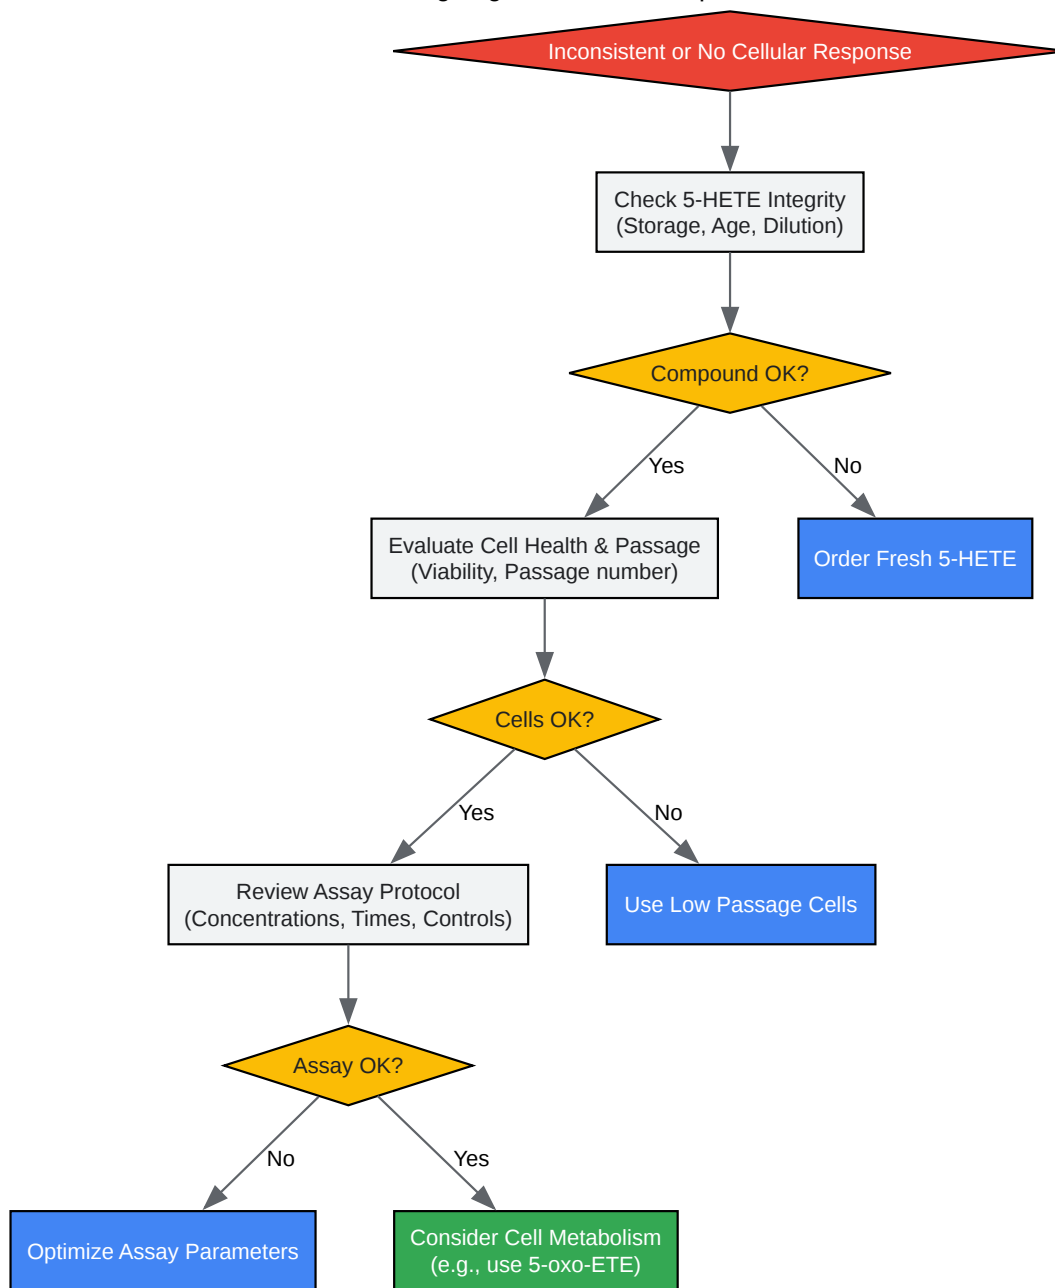 Inconsistent or No Cellular Response
Check 5-HETE Integrity
(Storage, Age, Dilution)
Compound OK?
Yes
No
Evaluate Cell Health & Passage
(Viability, Passage number)
Order Fresh 5-HETE
Cells OK?
Yes
No
Review Assay Protocol
(Concentrations, Times, Controls)
Use Low Passage Cells
Assay OK?
No
Yes
Optimize Assay Parameters
Consider Cell Metabolism
(e.g., use 5-oxo-ETE)